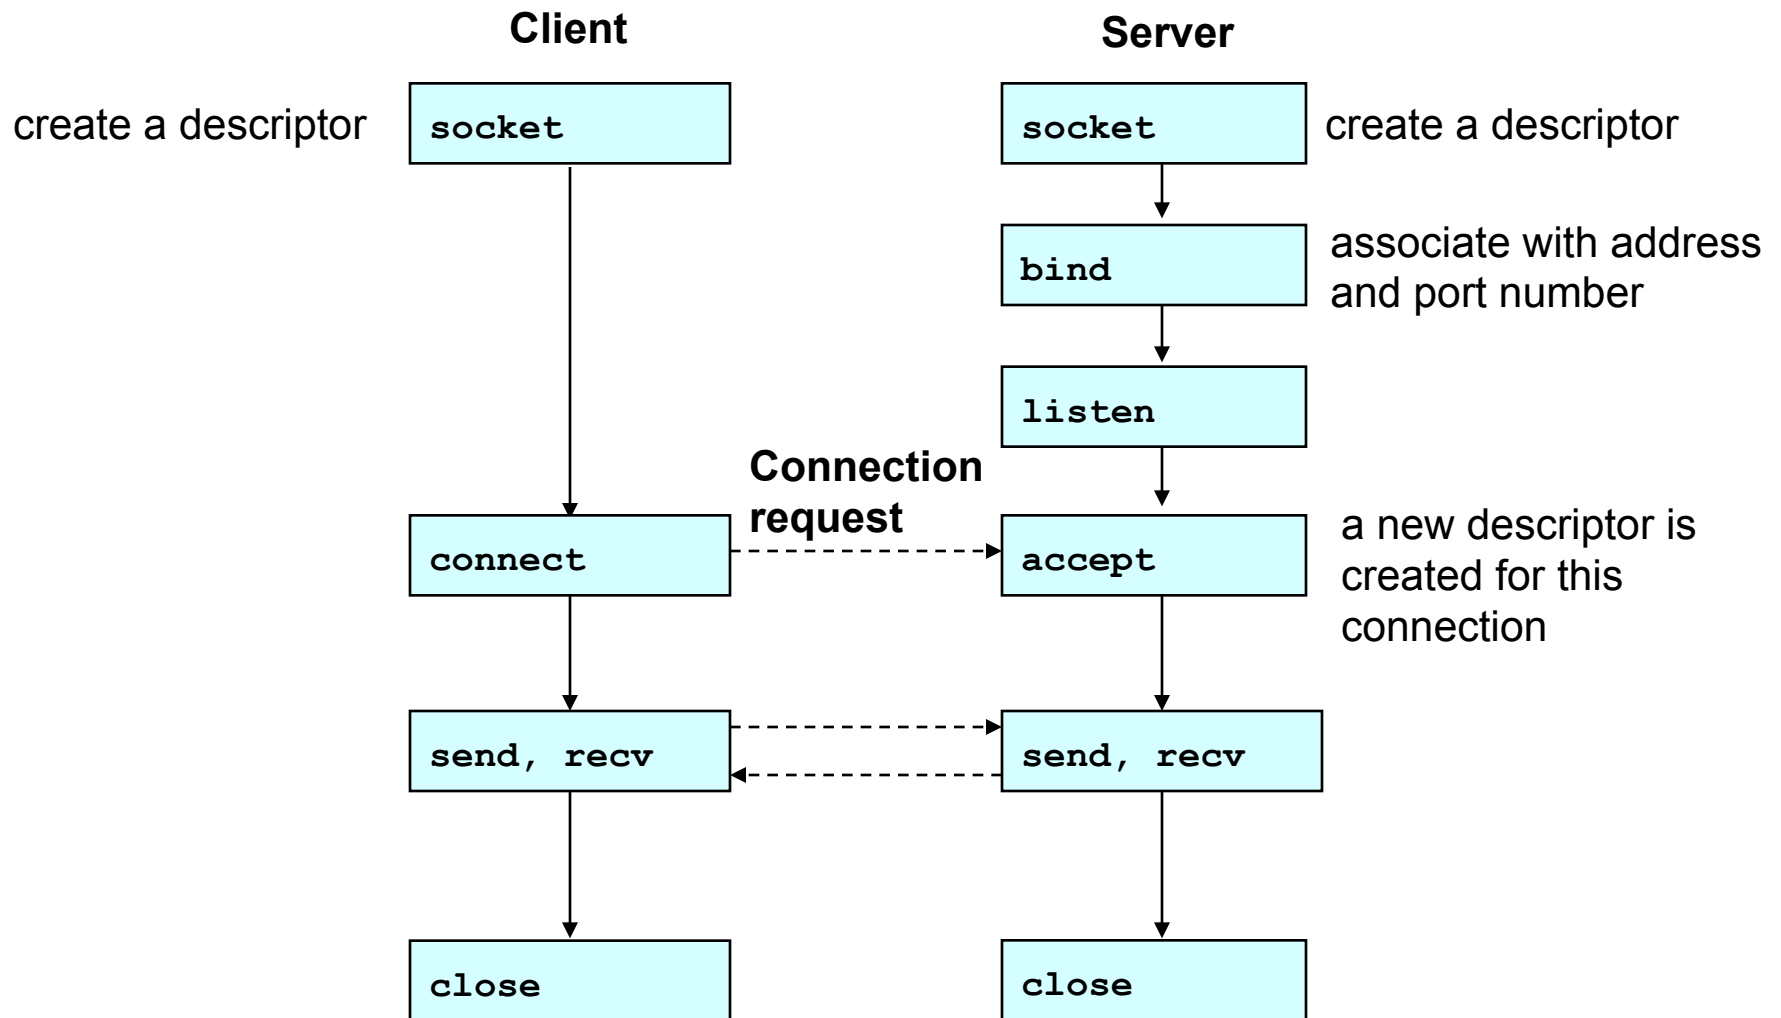 Client
Server
create a descriptor
socket
socket
create a descriptor
bind
associate with address
and port number
listen
Connection
request
connect
accept
a new descriptor is
created for this
connection
send, recv
send, recv
close
close